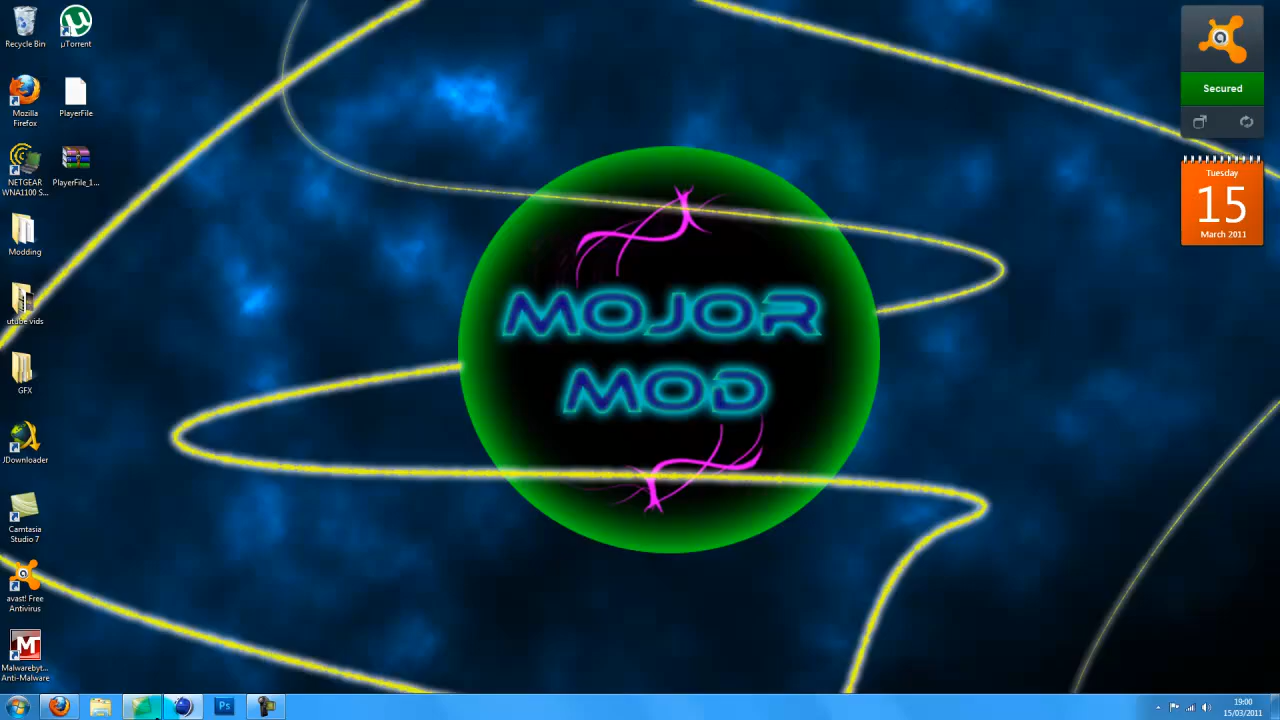 Recycle Bin
µTorrent
Mozilla
Firefox
PlayerFile
NETGEAR
WNA1100 S...
PlayerFile_1...
Modding
utube vids
GFX
JDownloader
Camtasia
Studio 7
avast! Free
Antivirus
Malwarebyt...
Anti-Malware
MOJOR
MOD
Secured
Tuesday
15
March 2011
Ps
19:00
15/03/2011